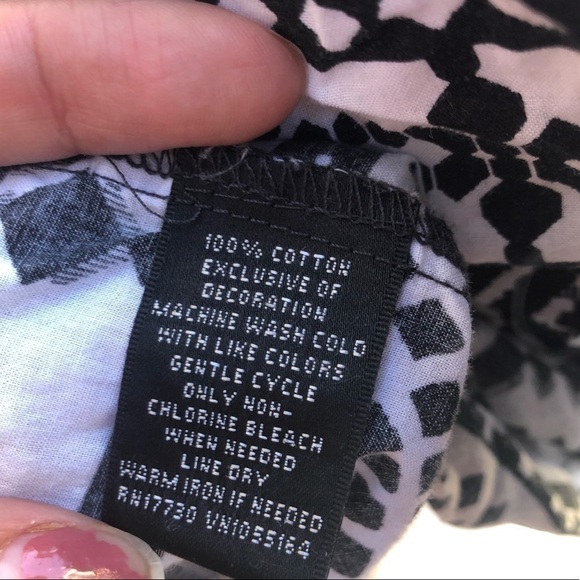 100% COTTON
EXCLUSIVE OF
DECORATION
MACHINE WASH COLD
WITH LIKE COLORS
GENTLE CYCLE
ONLY NON-
CHLORINE BLEACH
WHEN NEEDED
LINE DRY
WARM IRON IF NEEDED
RN17730 VN1055164